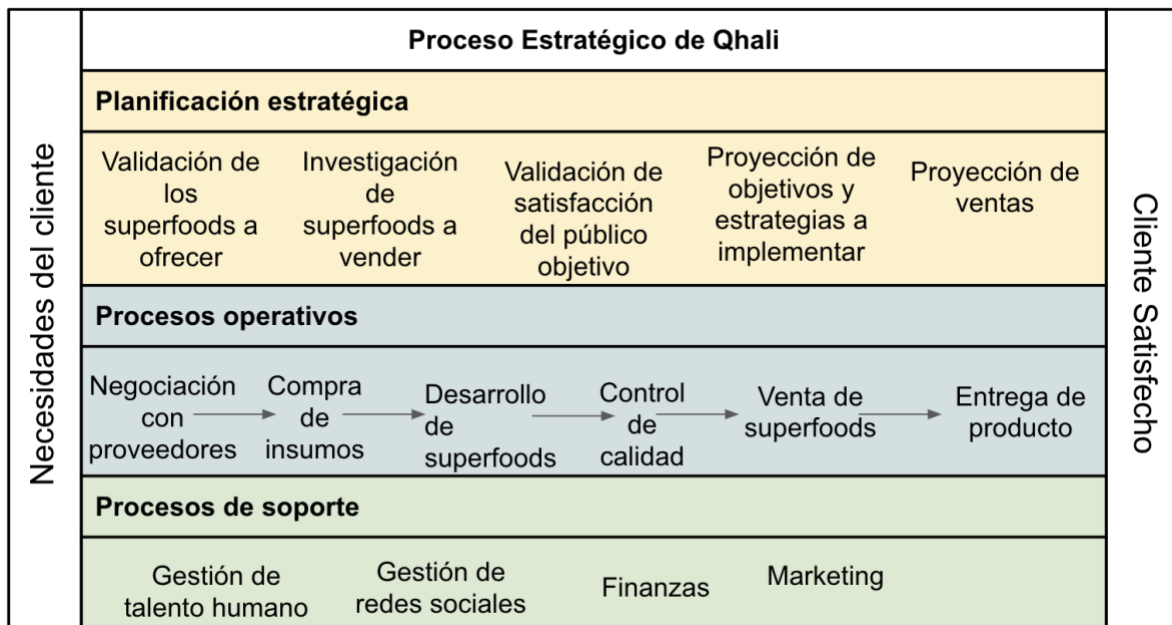 Necesidades del cliente
Proceso Estratégico de Qhali
Planificación estratégica
Validación de
los
superfoods a
ofrecer
Investigación
de
superfoods a
vender
Validación de
satisfacción
del público
objetivo
Proyección de
objetivos y
estrategias a
implementar
Proyección de
ventas
Procesos operativos
Negociación
con
proveedores
Compra
de
insumos
Desarrollo
de
superfoods
Control
de
calidad
Venta de
superfoods
Entrega de
producto
Procesos de soporte
Gestión de
talento humano
Gestión de
redes sociales
Finanzas
Marketing
Cliente Satisfecho